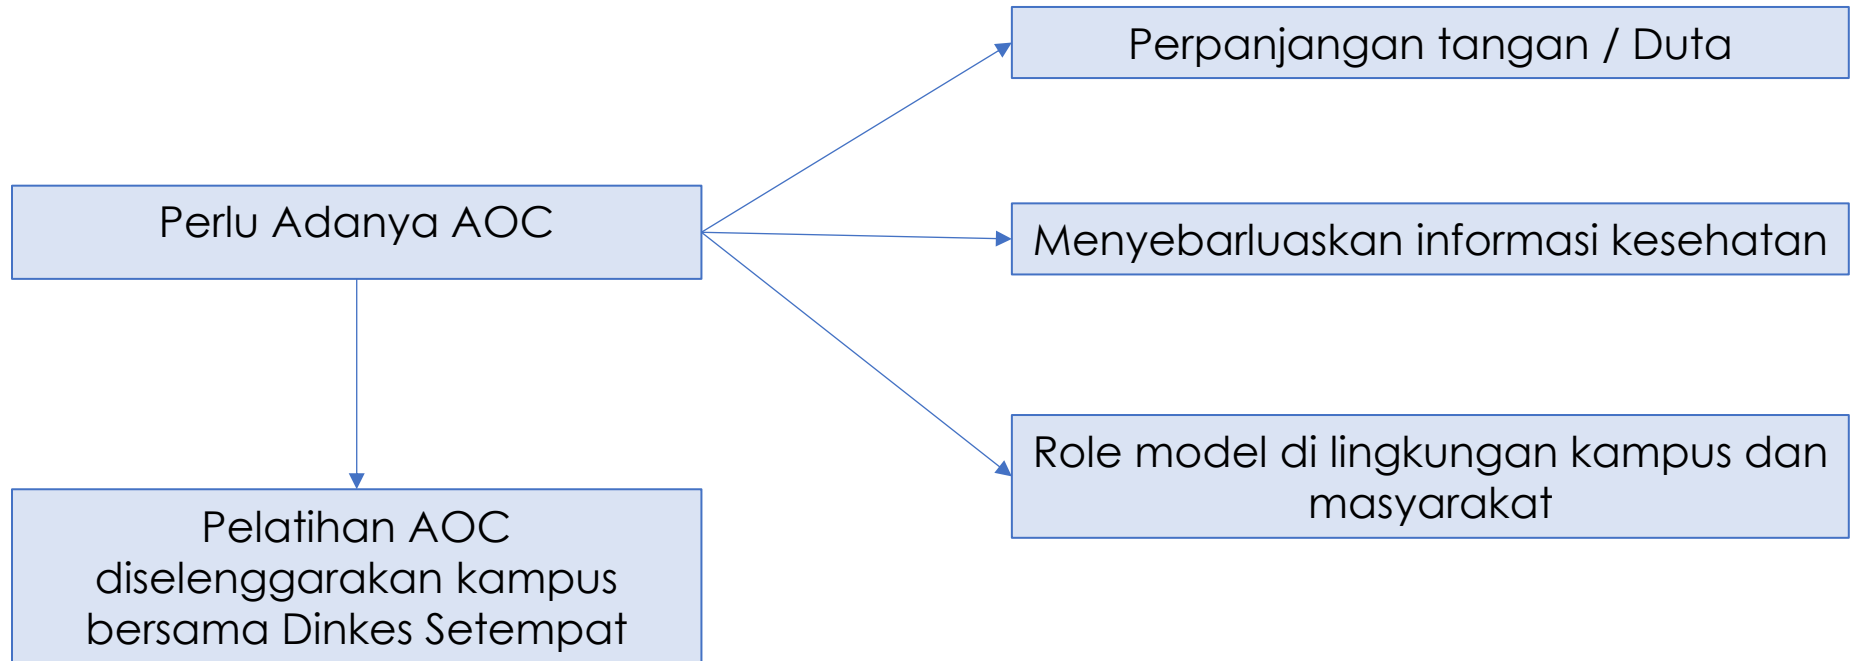 Perpanjangan tangan / Duta
Perlu Adanya AOC
Menyebarluaskan informasi kesehatan
Role model di lingkungan kampus dan
masyarakat
Pelatihan AOC
diselenggarakan kampus
bersama Dinkes Setempat